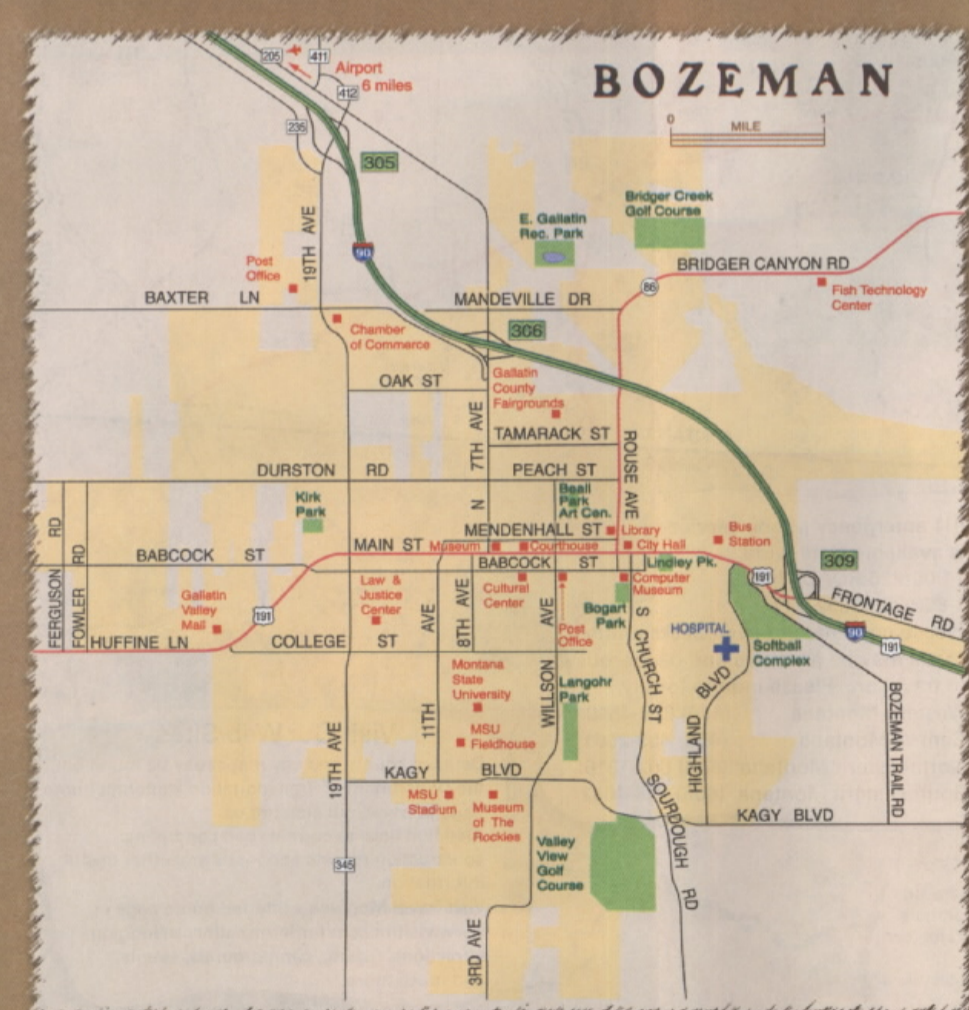 BOZEMAN
0 MILE 1
205
411
Airport
6 miles
412
235
305
19TH AVE
90
Post
Office
E. Gallatin
Rec. Park
Bridger Creek
Golf Course
BRIDGER CANYON RD
86
Fish Technology
Center
BAXTER LN
MANDEVILLE DR
Chamber
of Commerce
306
OAK ST
Gallatin
County
Fairgrounds
7TH AVE
N
TAMARACK ST
ROUSE AVE
DURSTON RD
PEACH ST
Kirk
Park
Beall
Park
Art Cen.
MENDENHALL ST
Library
Bus
Station
MAIN ST
Museum
Courthouse
City Hall
BABCOCK ST
BABCOCK ST
Lindley Pk.
309
191
FERGUSON RD
FOWLER RD
Gallatin
Valley
Mall
191
Law &
Justice
Center
11TH AVE
8TH AVE
Cultural
Center
WILLSON AVE
Post
Office
Computer
Museum
Bogart
Park
S CHURCH ST
HOSPITAL
Softball
Complex
FRONTAGE RD
90
191
HUFFINE LN
COLLEGE ST
Montana
State
University
Langohr
Park
HIGHLAND BLVD
BOZEMAN TRAIL RD
MSU
Fieldhouse
19TH AVE
KAGY BLVD
MSU
Stadium
Museum
of The
Rockies
SOURDOUGH RD
KAGY BLVD
Valley
View
Golf
Course
345
3RD AVE